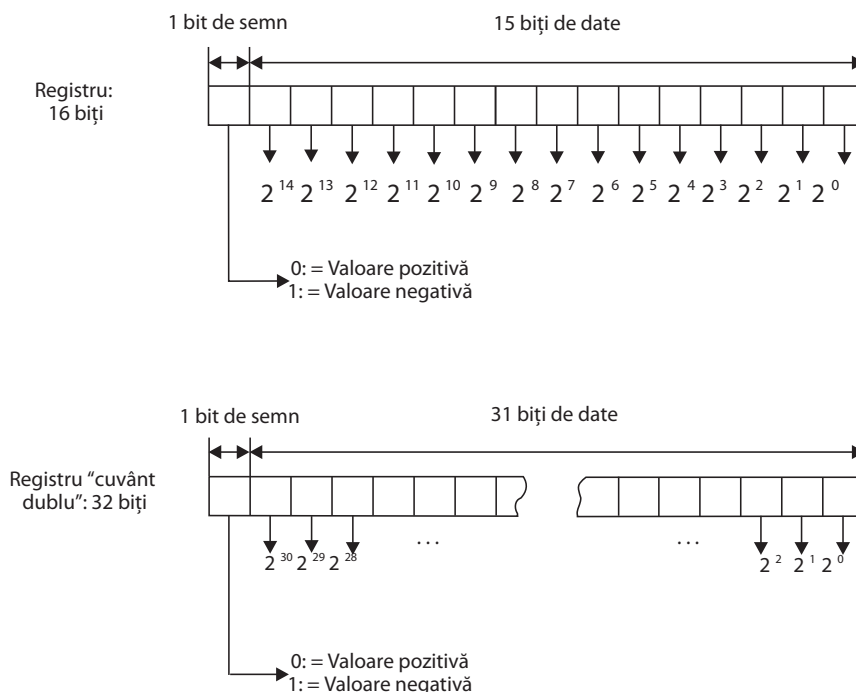 1 bit de semn 15 biți de date
Registru:
16 biți
2^14 2^13 2^12 2^11 2^10 2^9 2^8 2^7 2^6 2^5 2^4 2^3 2^2 2^1 2^0
0: = Valoare pozitivă
1: = Valoare negativă
1 bit de semn 31 biți de date
Registru “cuvânt
dublu”: 32 biți
... ...
2^30 2^29 2^28 2^2 2^1 2^0
0: = Valoare pozitivă
1: = Valoare negativă